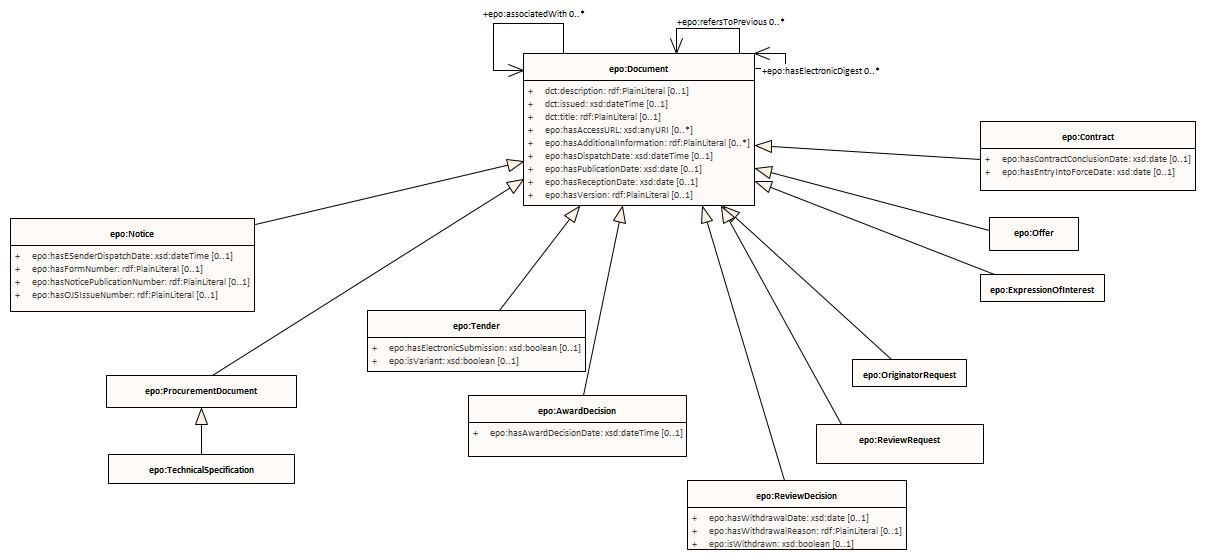 +epo:associatedWith 0..*
+epo:refersToPrevious 0..*
+epo:hasElectronicDigest 0..*
epo:Document
+ dct:description: rdf:PlainLiteral [0..1]
+ dct:issued: xsd:dateTime [0..1]
+ dct:title: rdf:PlainLiteral [0..1]
+ epo:hasAccessURL: xsd:anyURI [0..*]
+ epo:hasAdditionalInformation: rdf:PlainLiteral [0..*]
+ epo:hasDispatchDate: xsd:dateTime [0..1]
+ epo:hasPublicationDate: xsd:date [0..1]
+ epo:hasReceptionDate: xsd:date [0..1]
+ epo:hasVersion: rdf:PlainLiteral [0..1]
epo:Contract
+ epo:hasContractConclusionDate: xsd:date [0..1]
+ epo:hasEntryIntoForceDate: xsd:date [0..1]
epo:Notice
+ epo:hasESenderDispatchDate: xsd:dateTime [0..1]
+ epo:hasFormNumber: rdf:PlainLiteral [0..1]
+ epo:hasNoticePublicationNumber: rdf:PlainLiteral [0..1]
+ epo:hasOJSIssueNumber: rdf:PlainLiteral [0..1]
epo:Offer
epo:ExpressionOfInterest
epo:Tender
+ epo:hasElectronicSubmission: xsd:boolean [0..1]
+ epo:isVariant: xsd:boolean [0..1]
epo:OriginatorRequest
epo:ProcurementDocument
epo:AwardDecision
+ epo:hasAwardDecisionDate: xsd:dateTime [0..1]
epo:ReviewRequest
epo:TechnicalSpecification
epo:ReviewDecision
+ epo:hasWithdrawalDate: xsd:date [0..1]
+ epo:hasWithdrawalReason: rdf:PlainLiteral [0..1]
+ epo:isWithdrawn: xsd:boolean [0..1]